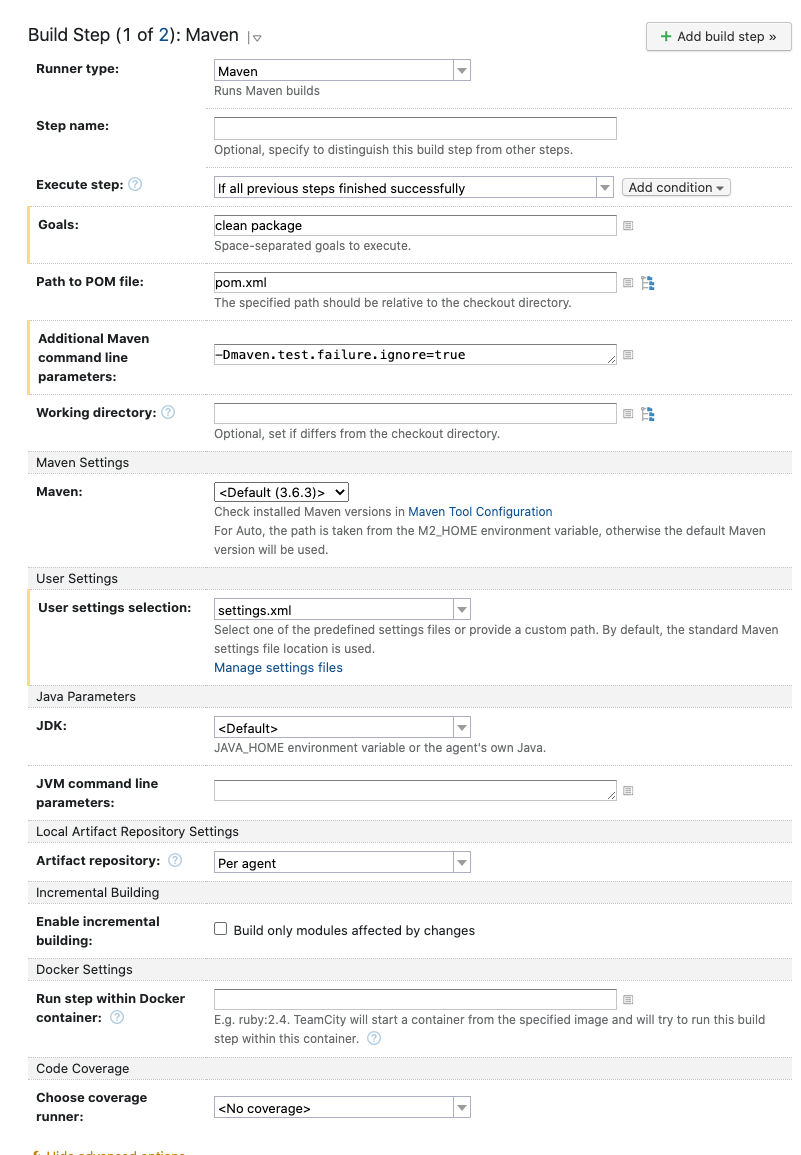 Build Step (1 of 2): Maven
+ Add build step »
Runner type:
Maven
Runs Maven builds
Step name:
Optional, specify to distinguish this build step from other steps.
Execute step: ?
If all previous steps finished successfully
Add condition
Goals:
clean package
Space-separated goals to execute.
Path to POM file:
pom.xml
The specified path should be relative to the checkout directory.
Additional Maven
command line
parameters:
-Dmaven.test.failure.ignore=true
Working directory: ?
Optional, set if differs from the checkout directory.
Maven Settings
Maven:
<Default (3.6.3)>
Check installed Maven versions in Maven Tool Configuration
For Auto, the path is taken from the M2_HOME environment variable, otherwise the default Maven
version will be used.
User Settings
User settings selection:
settings.xml
Select one of the predefined settings files or provide a custom path. By default, the standard Maven
settings file location is used.
Manage settings files
Java Parameters
JDK:
<Default>
JAVA_HOME environment variable or the agent's own Java.
JVM command line
parameters:
Local Artifact Repository Settings
Artifact repository: ?
Per agent
Incremental Building
Enable incremental
building:
Build only modules affected by changes
Docker Settings
Run step within Docker
container: ?
E.g. ruby:2.4. TeamCity will start a container from the specified image and will try to run this build
step within this container. ?
Code Coverage
Choose coverage
runner:
<No coverage>
Hide advanced options